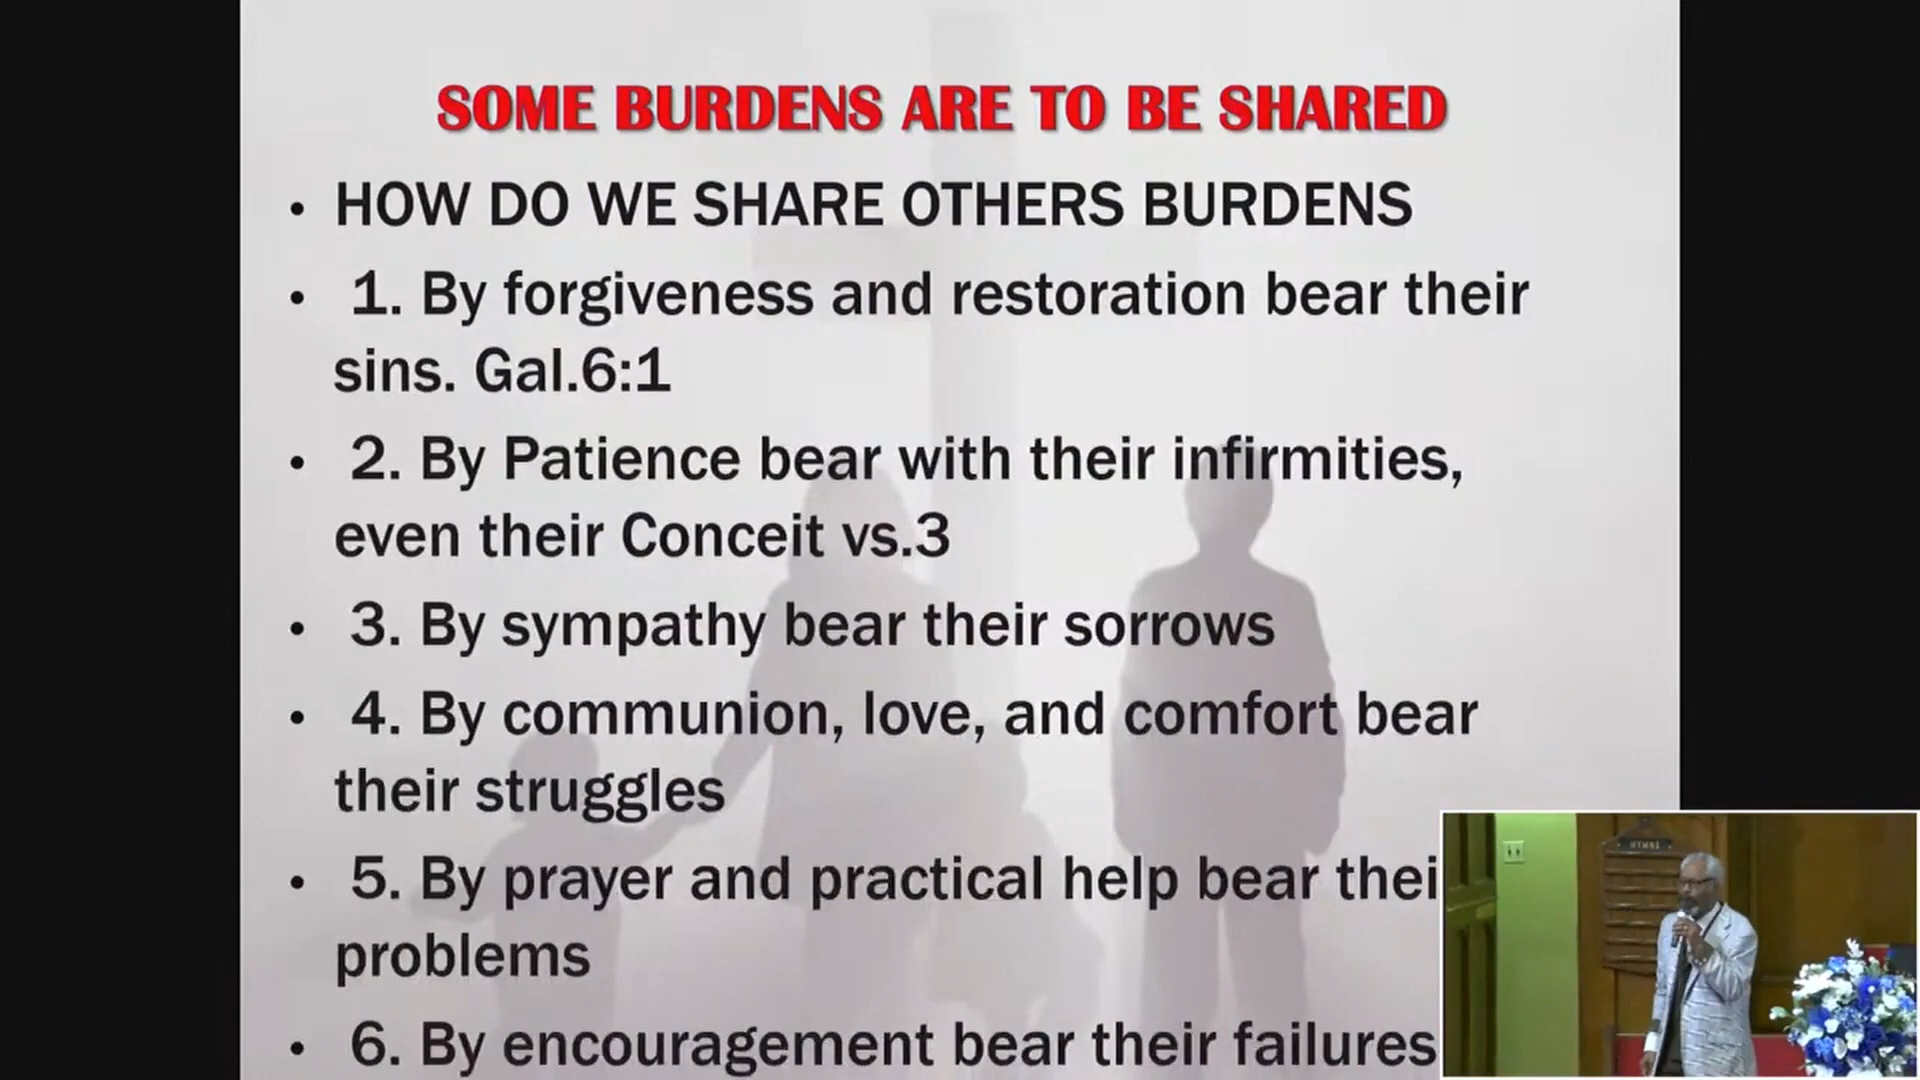 SOME BURDENS ARE TO BE SHARED
• HOW DO WE SHARE OTHERS BURDENS
• 1. By forgiveness and restoration bear their
sins. Gal.6:1
• 2. By Patience bear with their infirmities,
even their Conceit vs.3
• 3. By sympathy bear their sorrows
• 4. By communion, love, and comfort bear
their struggles
• 5. By prayer and practical help bear thei
problems
• 6. By encouragement bear their failures
HYMNS